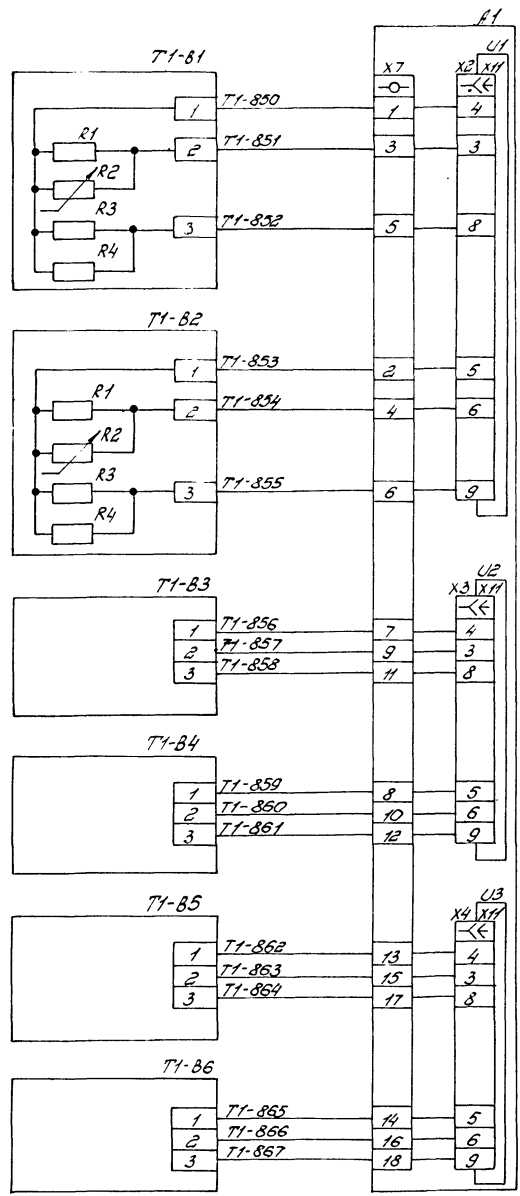 A1
U1
T1-B1
X7
X2 X11
1 T1-850 1 4
R1
2 T1-851 3 3
R2
R3
3 T1-852 5 8
R4
T1-B2
1 T1-853 2 5
R1
2 T1-854 4 6
R2
R3
3 T1-855 6 9
R4
U2
T1-B3
X3 X11
1 T1-856 7 4
2 T1-857 9 3
3 T1-858 11 8
T1-B4
1 T1-859 8 5
2 T1-860 10 6
3 T1-861 12 9
U3
T1-B5
X4 X11
1 T1-862 13 4
2 T1-863 15 3
3 T1-864 17 8
T1-B6
1 T1-865 14 5
2 T1-866 16 6
3 T1-867 18 9